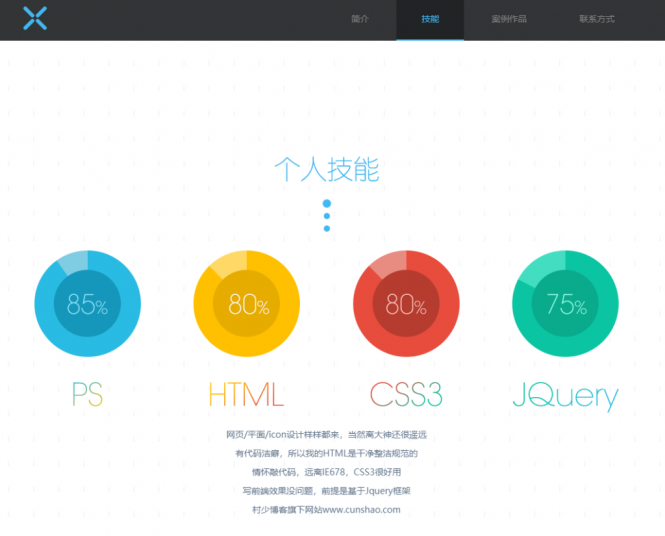 简介 技能 案例作品 联系方式
个人技能
85% 80% 80% 75%
PS HTML CSS3 JQuery
网页/平面/icon设计样样都来，当然离大神还很遥远
有代码洁癖，所以我的HTML是干净整洁规范的
情怀敲代码，远离IE678，CSS3很好用
写前端效果没问题，前提是基于Jquery框架
村少博客旗下网站www.cunshao.com